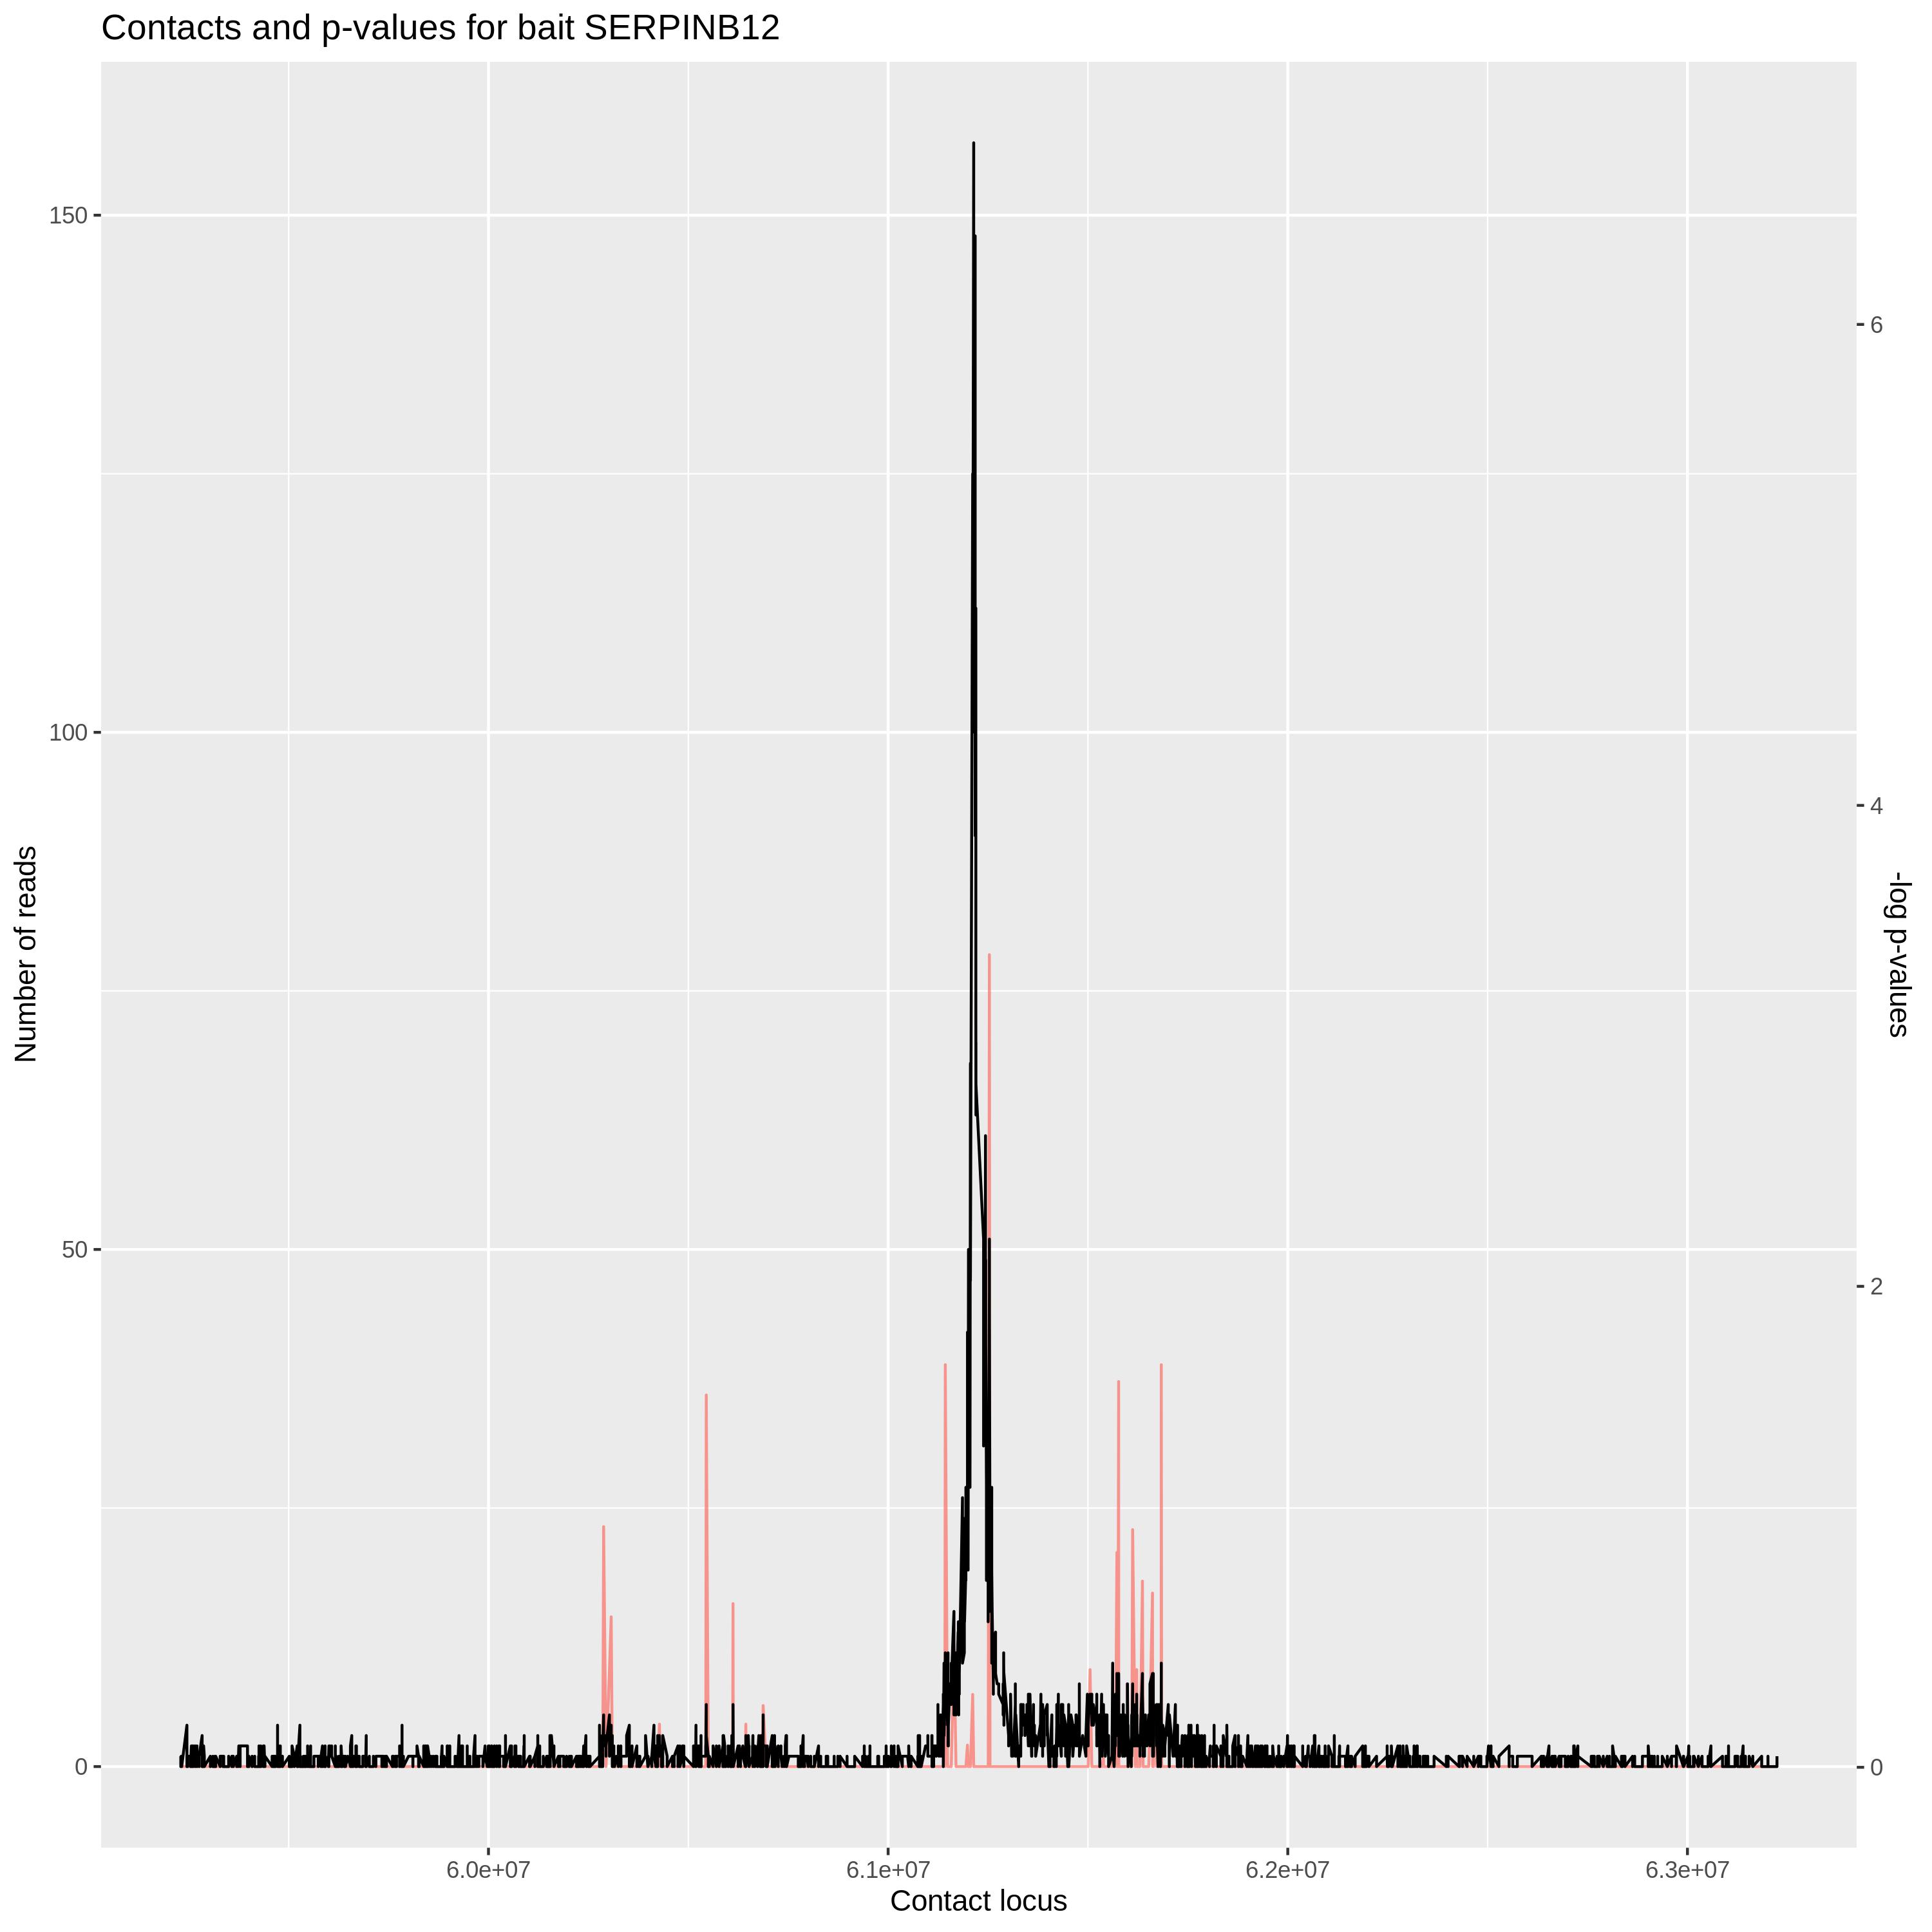 Contacts and p-values for bait SERPINB12
150
100
50
0
Number of reads
6
4
2
0
-log p-values
6.0e+07
6.1e+07
6.2e+07
6.3e+07
Contact locus